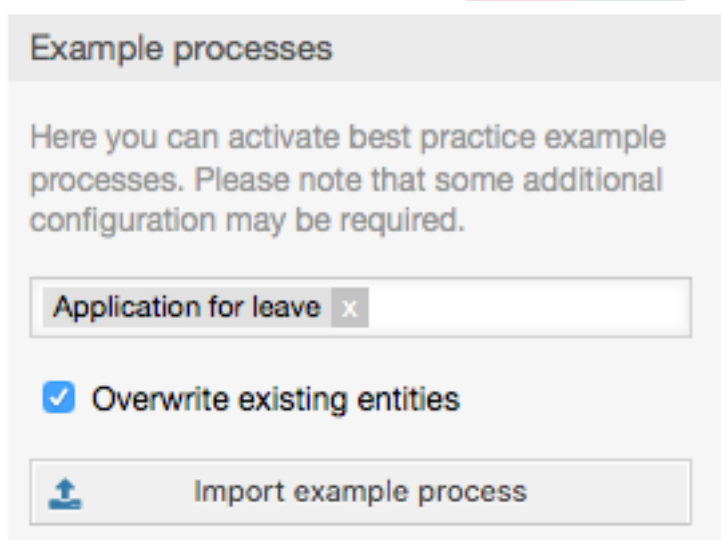 Example processes
Here you can activate best practice example
processes. Please note that some additional
configuration may be required.
Application for leave x
Overwrite existing entities
Import example process